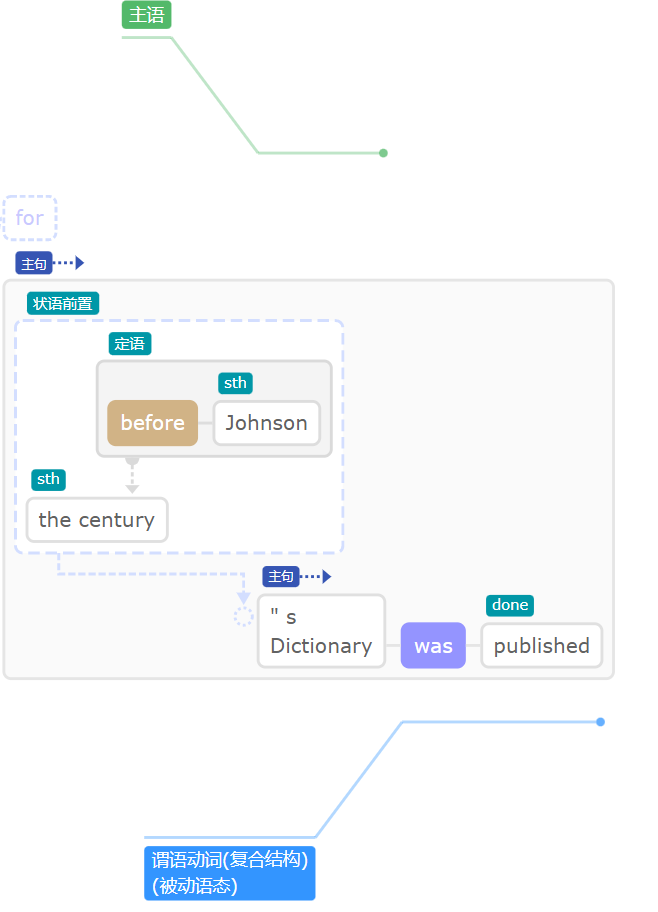 主语
for
主句
状语前置
定语
sth
before
Johnson
sth
the century
主句
done
" s
Dictionary
was
published
谓语动词(复合结构)
(被动语态)